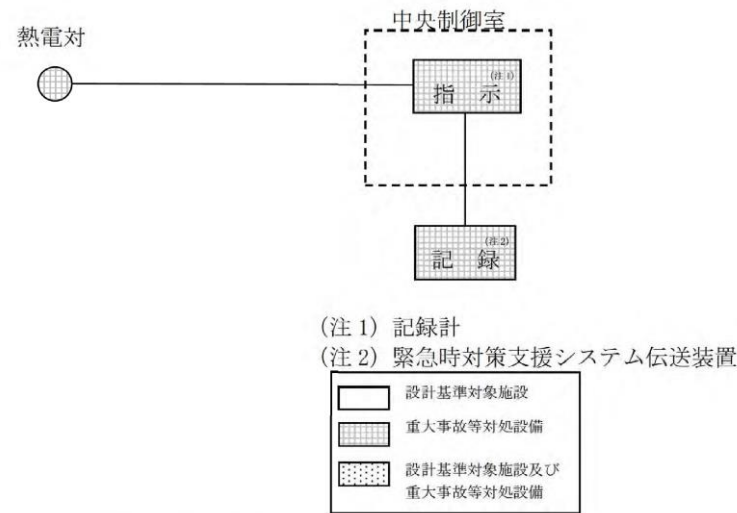 中央制御室
熱電対
(注 1)
指 示
(注 2)
記 録
(注 1) 記録計
(注 2) 緊急時対策支援システム伝送装置
設計基準対象施設
重大事故等対処設備
設計基準対象施設及び
重大事故等対処設備